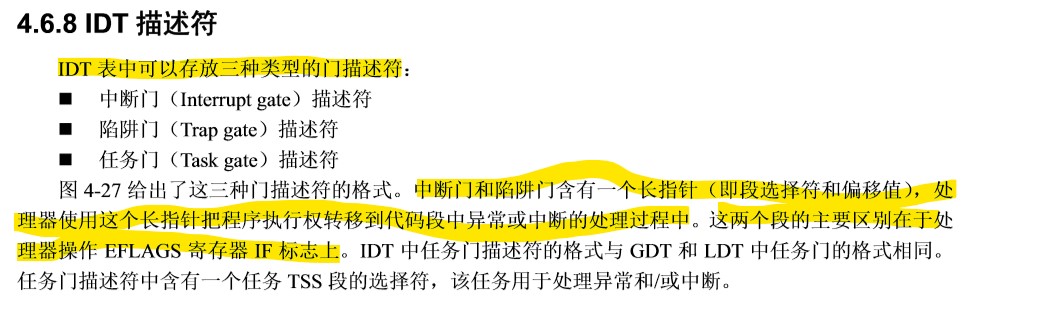 4.6.8 IDT 描述符
IDT 表中可以存放三种类型的门描述符：
■ 中断门（Interrupt gate）描述符
■ 陷阱门（Trap gate）描述符
■ 任务门（Task gate）描述符
图 4-27 给出了这三种门描述符的格式。中断门和陷阱门含有一个长指针（即段选择符和偏移值），处
理器使用这个长指针把程序执行权转移到代码段中异常或中断的处理过程中。这两个段的主要区别在于处
理器操作 EFLAGS 寄存器 IF 标志上。IDT 中任务门描述符的格式与 GDT 和 LDT 中任务门的格式相同。
任务门描述符中含有一个任务 TSS 段的选择符，该任务用于处理异常和/或中断。